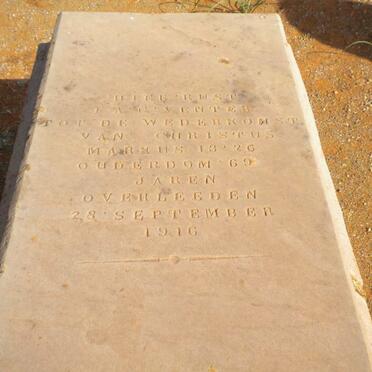 HIER RUST
VENTER
TOT DE WEDERKOMST
VAN CHRISTUS
MARKUS 13'26
OUDERDOM 69
JAREN
OVERLEEDEN
28 SEPTEMBER
1916